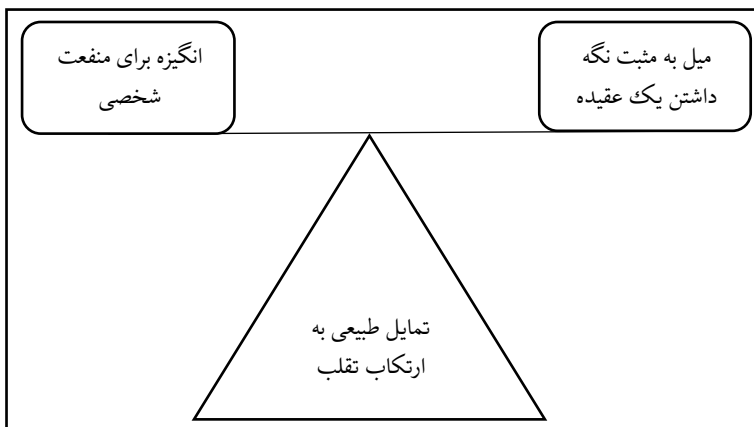 میل به مثبت نگه
داشتن یک عقیده
انگیزه برای منفعت
شخصی
تمایل طبیعی به
ارتکاب تقلب